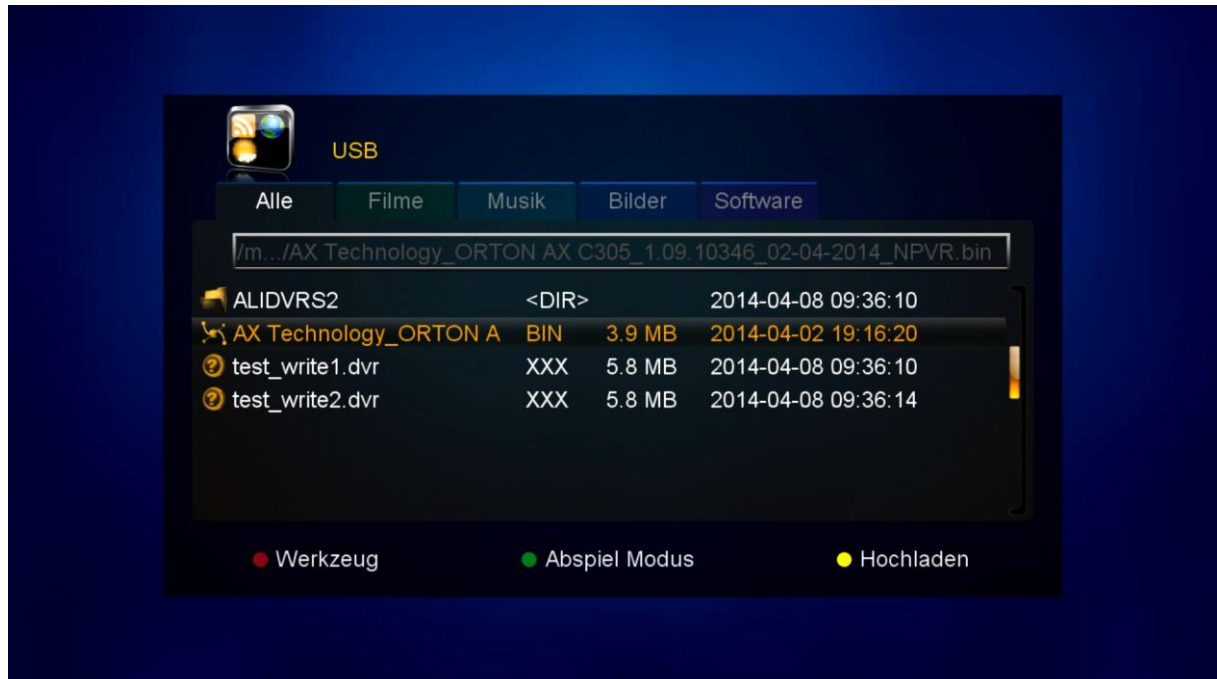 USB
Alle Filme Musik Bilder Software
/m.../AX Technology_ORTON AX C305_1.09.10346_02-04-2014_NPVR.bin
ALIDVRS2 <DIR> 2014-04-08 09:36:10
AX Technology_ORTON A BIN 3.9 MB 2014-04-02 19:16:20
test_write1.dvr XXX 5.8 MB 2014-04-08 09:36:10
test_write2.dvr XXX 5.8 MB 2014-04-08 09:36:14
Werkzeug Abspiel Modus Hochladen